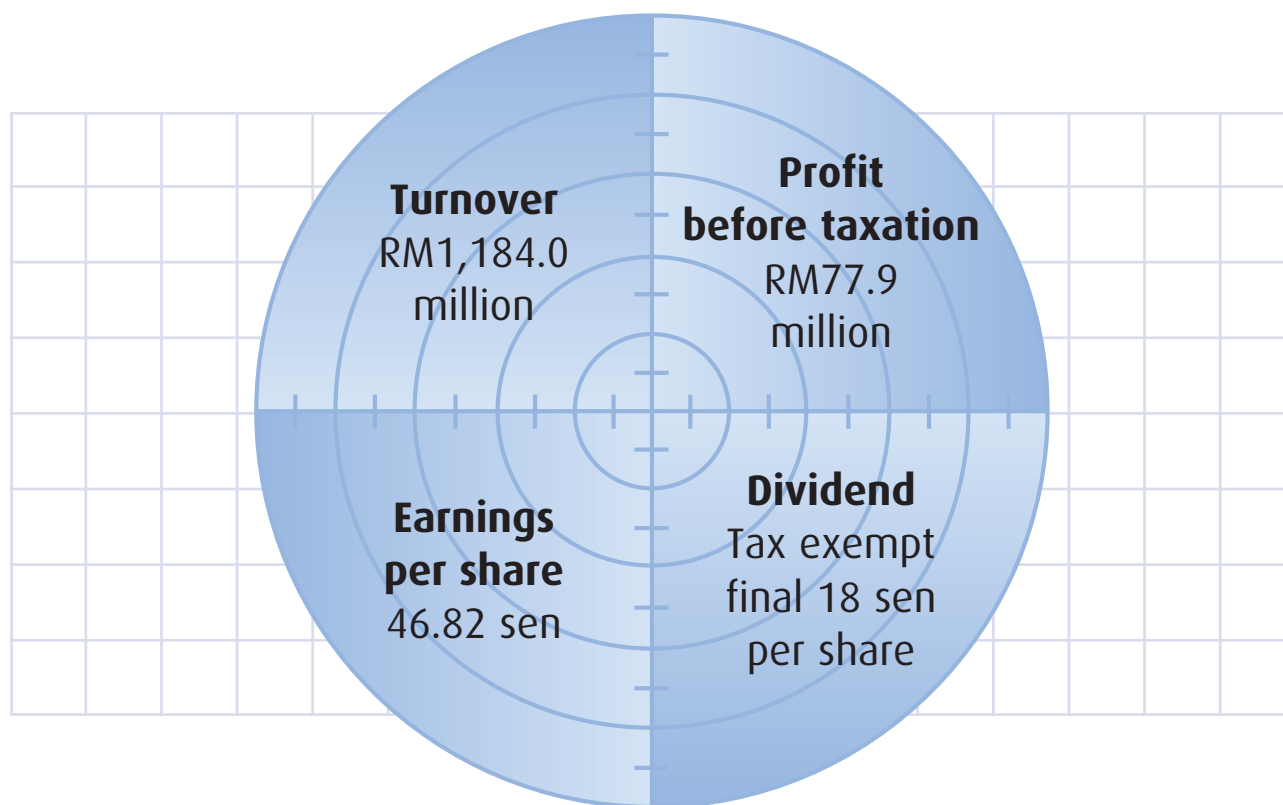 Turnover
RM1,184.0
million
Profit
before taxation
RM77.9
million
Earnings
per share
46.82 sen
Dividend
Tax exempt
final 18 sen
per share